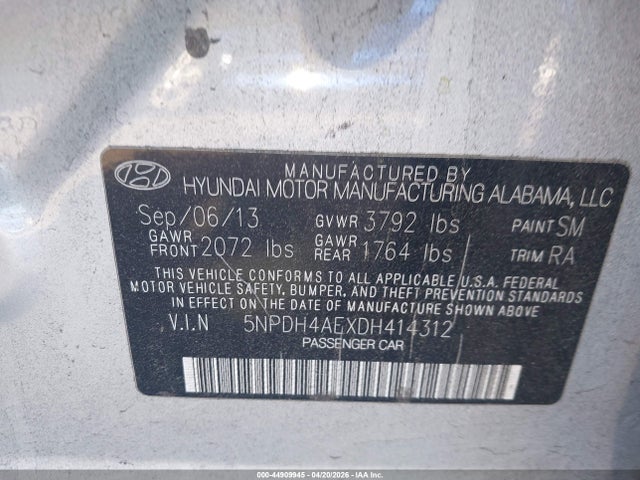 MANUFACTURED BY
HYUNDAI MOTOR MANUFACTURING ALABAMA, LLC
Sep/06/13 GVWR 3792 lbs PAINT SM
GAWR FRONT 2072 lbs GAWR REAR 1764 lbs TRIM RA
THIS VEHICLE CONFORMS TO ALL APPLICABLE U.S.A. FEDERAL
MOTOR VEHICLE SAFETY, BUMPER, AND THEFT PREVENTION STANDARDS
IN EFFECT ON THE DATE OF MANUFACTURE SHOWN ABOVE
V.I.N 5NPDH4AEXDH414312
PASSENGER CAR
000-44909945 - 04/20/2026 - IAA Corp.